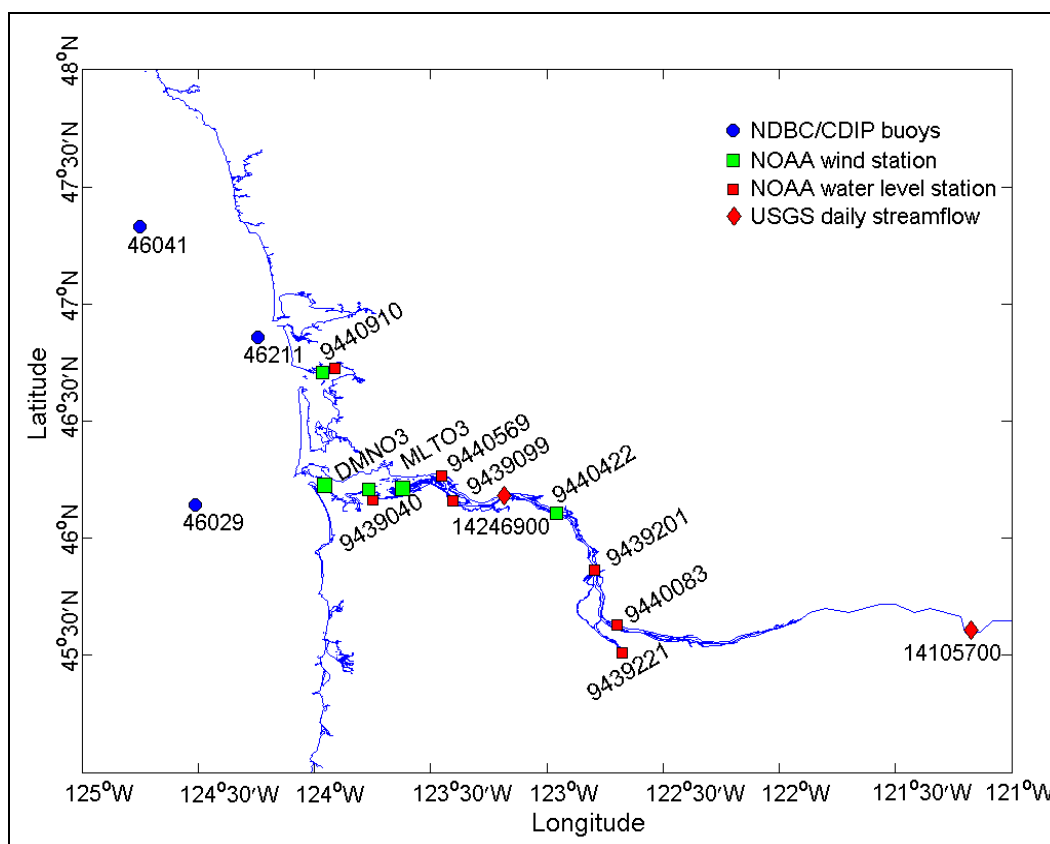 48°N
47°30'N
47°N
46°30'N
46°N
45°30'N
Latitude
NDBC/CDIP buoys
NOAA wind station
NOAA water level station
USGS daily streamflow
46041
46211
9440910
DMNO3
MLTO3
9440569
9439099
9440422
46029
9439040
14246900
9439201
9440083
9439221
14105700
125°W
124°30'W
124°W
123°30'W
123°W
122°30'W
122°W
121°30'W
121°W
Longitude